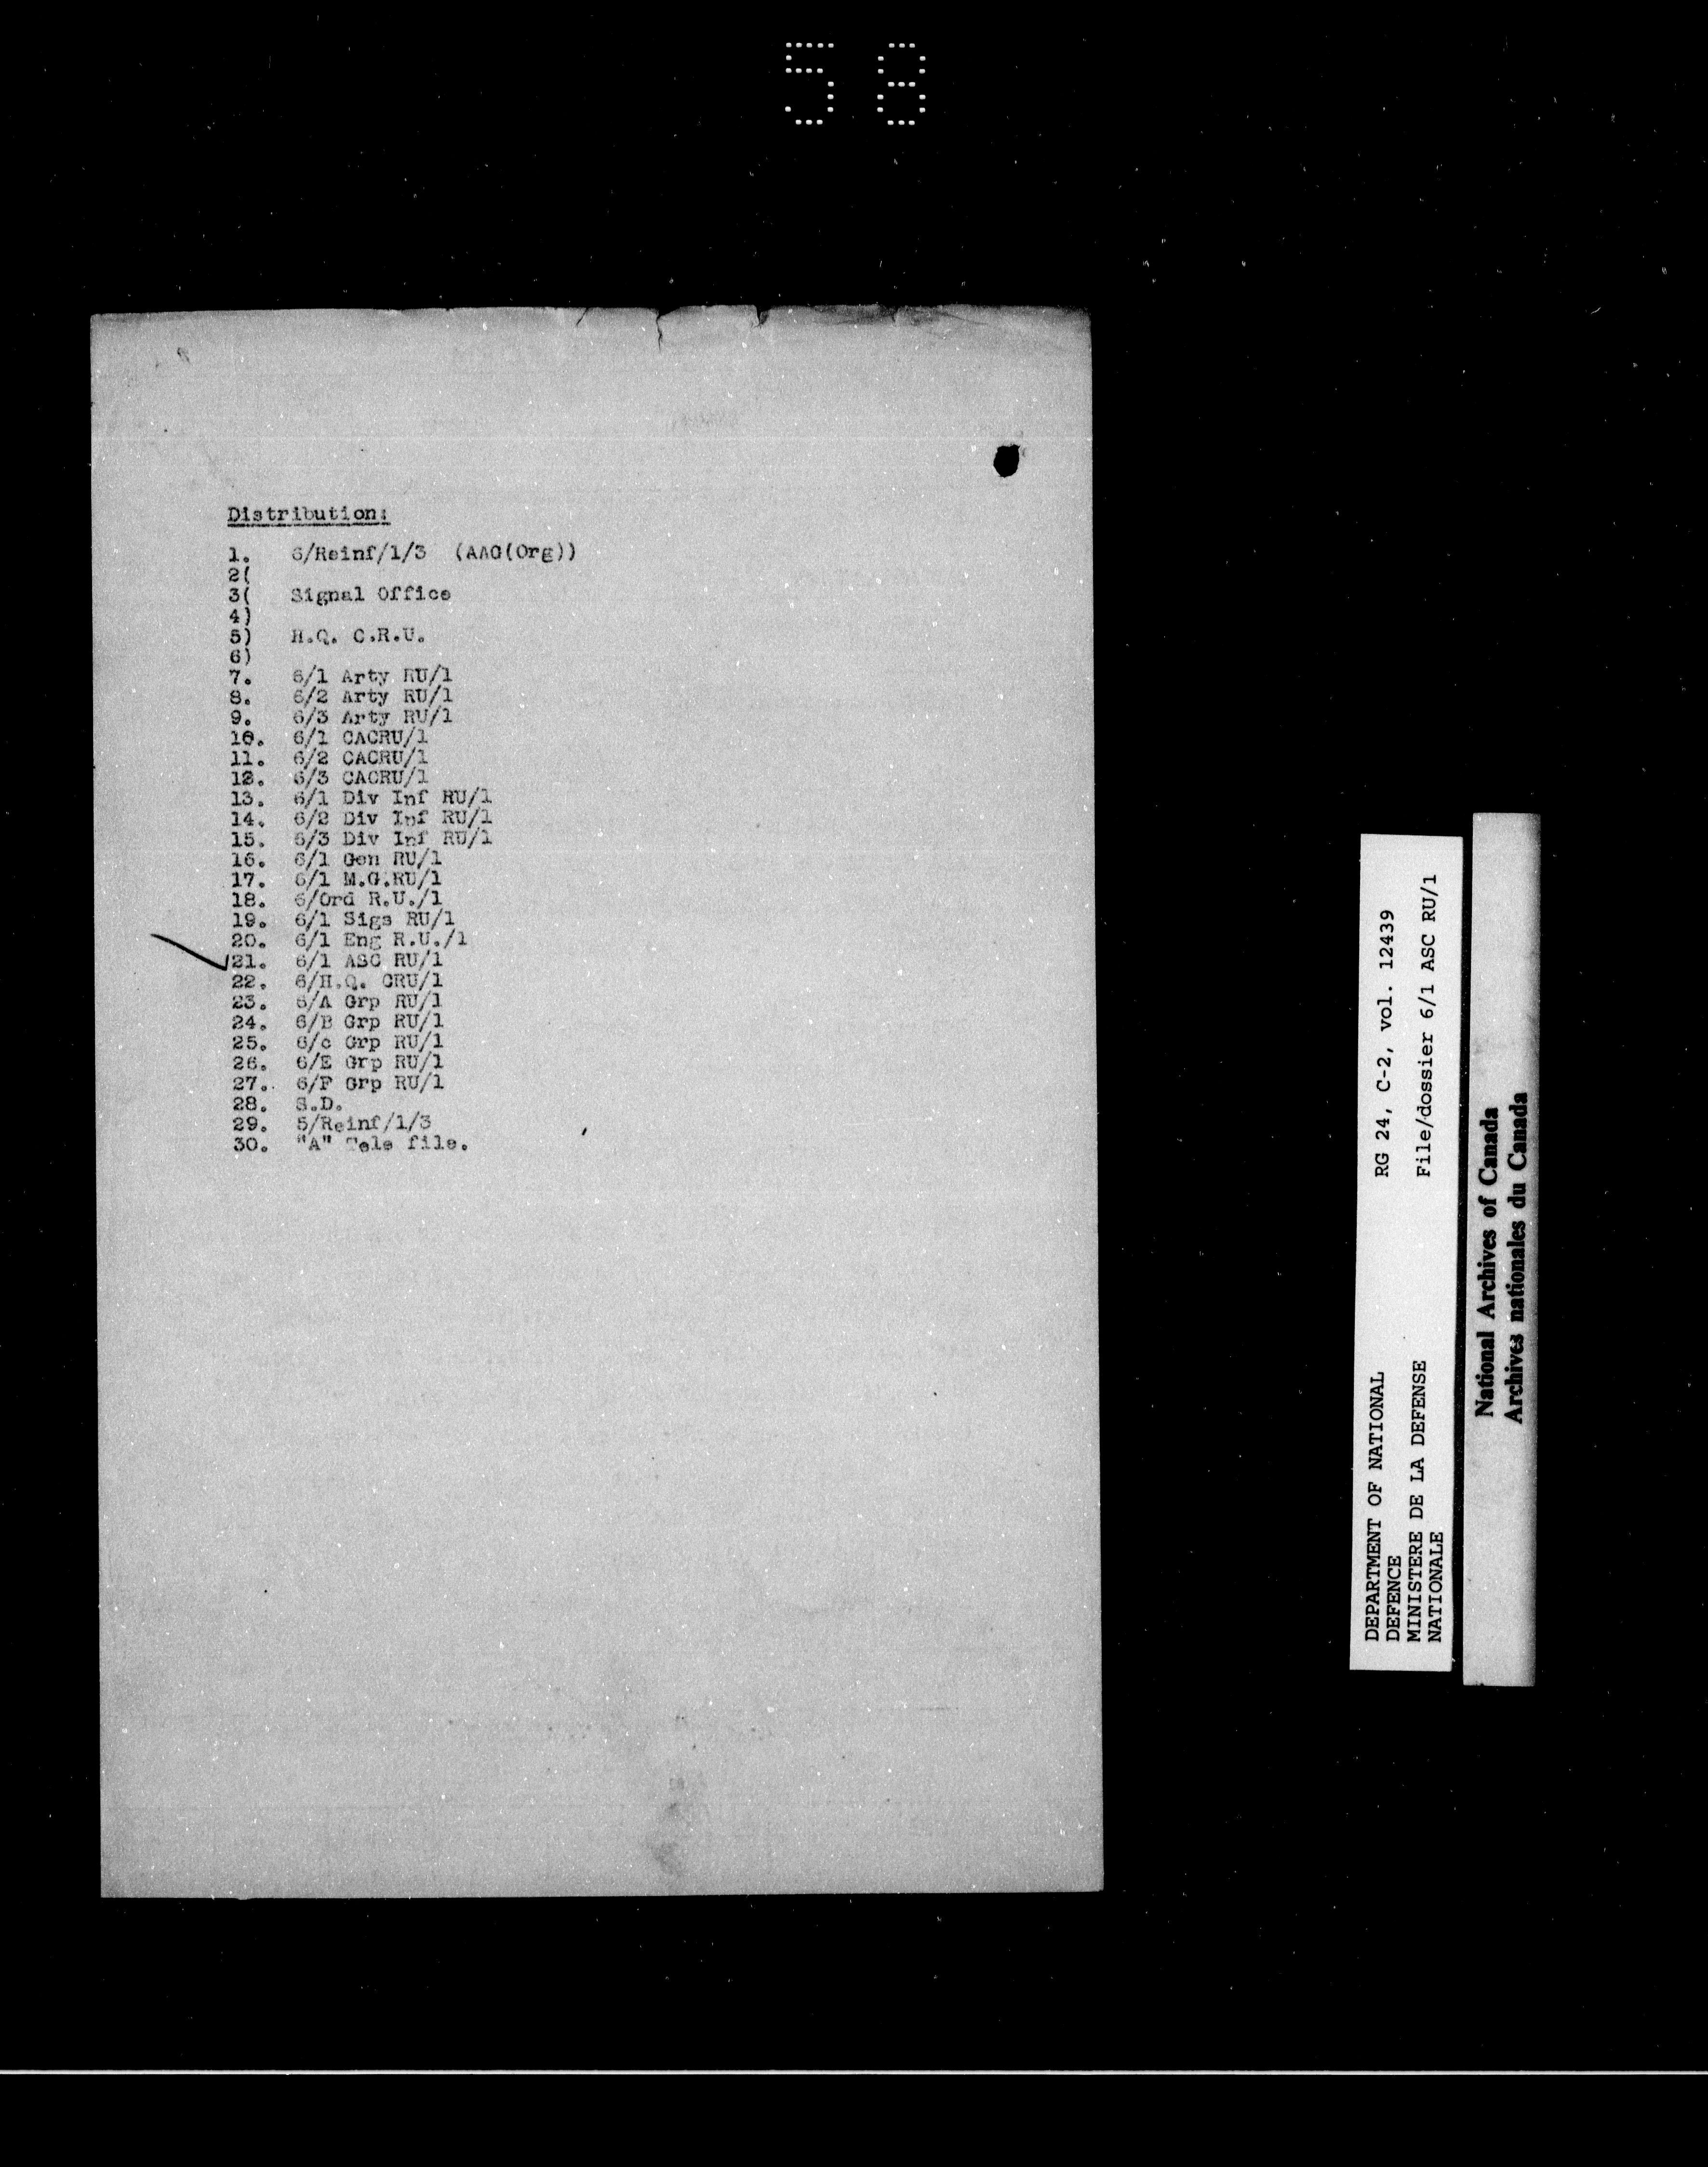 58
Distribution:
1. 6/Reinf/1/3 (AAG(Org))
2(
3( Signal Office
4)
5) H.Q. C.R.U.
6)
7. 6/1 Arty RU/1
8. 6/2 Arty RU/1
9. 6/3 Arty RU/1
10. 6/1 CACRU/1
11. 6/2 CACRU/1
12. 6/3 CACRU/1
13. 6/1 Div Inf RU/1
14. 6/2 Div Inf RU/1
15. 6/3 Div Inf RU/1
16. 6/1 Gen RU/1
17. 6/1 M.G.RU/1
18. 6/Ord R.U./1
19. 6/1 Sigs RU/1
20. 6/1 Eng R.U./1
21. 6/1 ASC RU/1
22. 6/H.Q. CRU/1
23. 6/A Grp RU/1
24. 6/B Grp RU/1
25. 6/c Grp RU/1
26. 6/E Grp RU/1
27. 6/F Grp RU/1
28. S.D.
29. 5/Reinf/1/3
30. "A" Tele file.
DEPARTMENT OF NATIONAL RG 24, C-2, vol. 12439
DEFENCE
MINISTERE DE LA DEFENSE File/dossier 6/1 ASC RU/1
NATIONALE
National Archives of Canada
Archives nationales du Canada